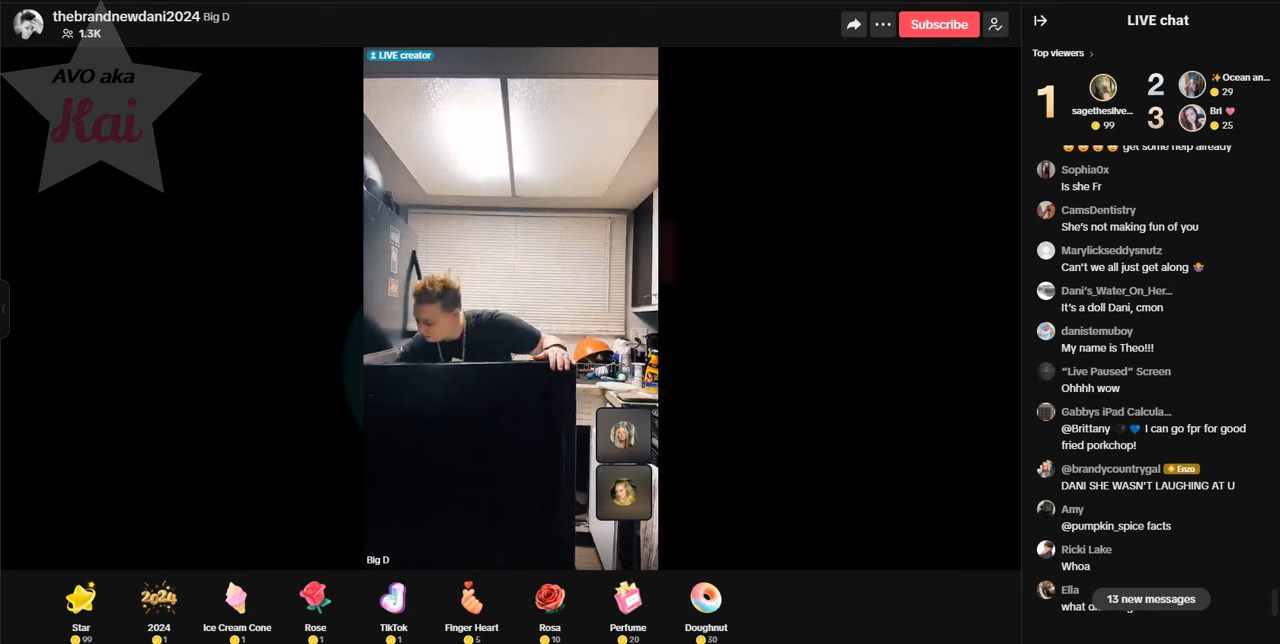 thebrandnewdani2024 Big D
1.3K
Subscribe
AVO aka
Kai
LIVE creator
Big D
Star
99
2024
2024
1
Ice Cream Cone
1
Rose
1
TikTok
1
Finger Heart
5
Rosa
10
Perfume
20
Doughnut
30
LIVE chat
Top viewers
1
sagethesilve...
99
2
Ocean an...
29
3
Bri
25
get some help already
Sophia0x
Is she Fr
CamsDentistry
She's not making fun of you
Marylickseddysnutz
Can't we all just get along
Dani's_Water_On_Her...
It's a doll Dani, cmon
danistemuboy
My name is Theo!!!
“Live Paused” Screen
Ohhhh wow
Gabbys iPad Calcula...
@Brittany I can go fpr for good
fried porkchop!
@brandycountrygal Enzo
DANI SHE WASN'T LAUGHING AT U
Amy
@pumpkin_spice facts
Ricki Lake
Whoa
Ella
what
13 new messages